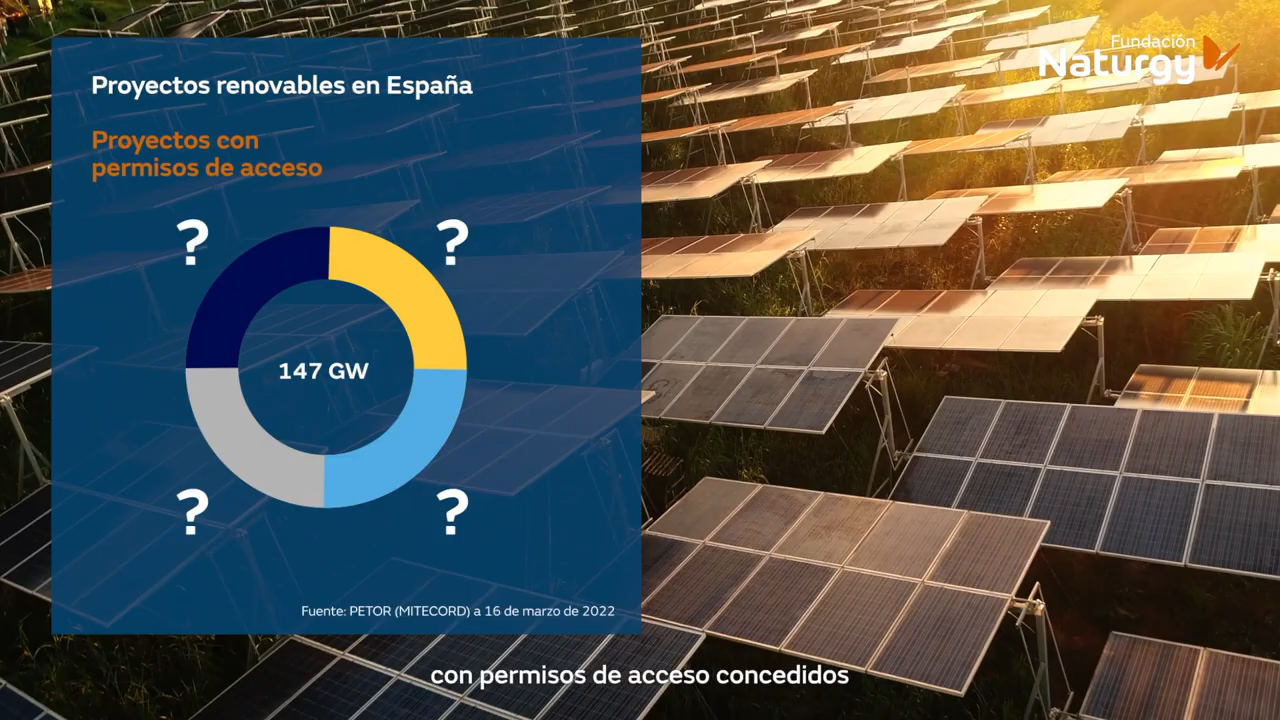 Proyectos renovables en España
Fundación
Naturgy
Proyectos con
permisos de acceso
?
?
147 GW
?
?
Fuente: PETOR (MITECORD) a 16 de marzo de 2022
con permisos de acceso concedidos